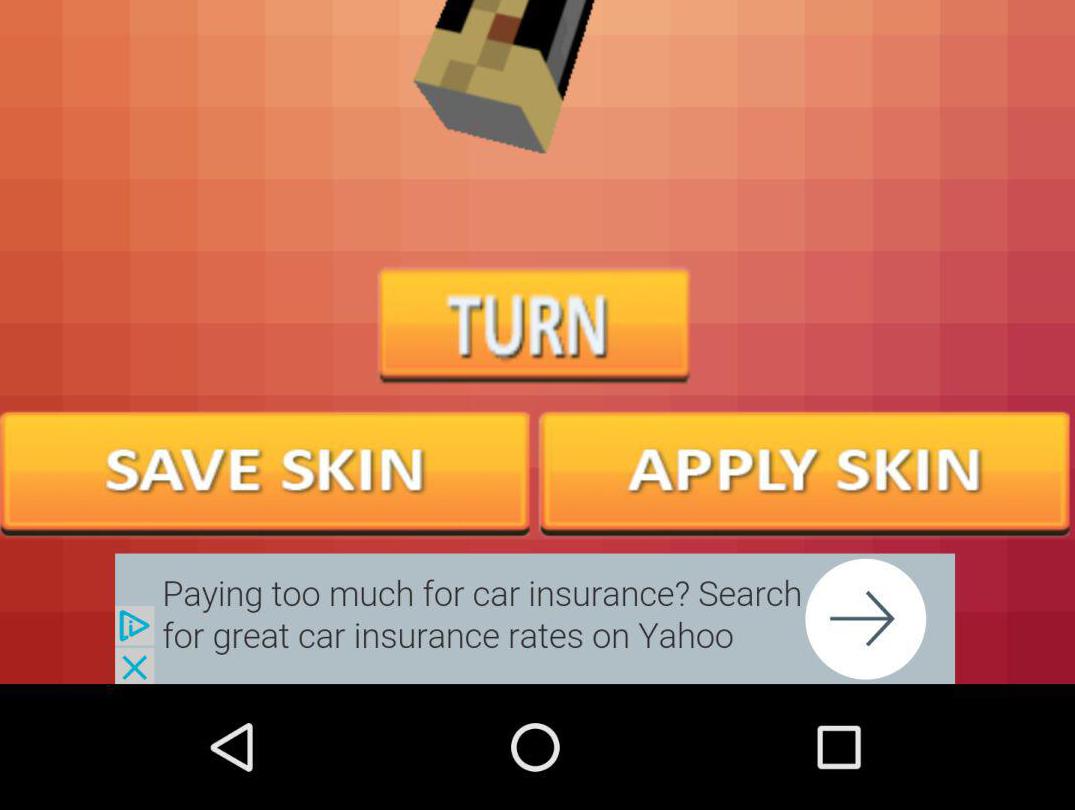 TURN
SAVE SKIN
APPLY SKIN
Paying too much for car insurance? Search
for great car insurance rates on Yahoo